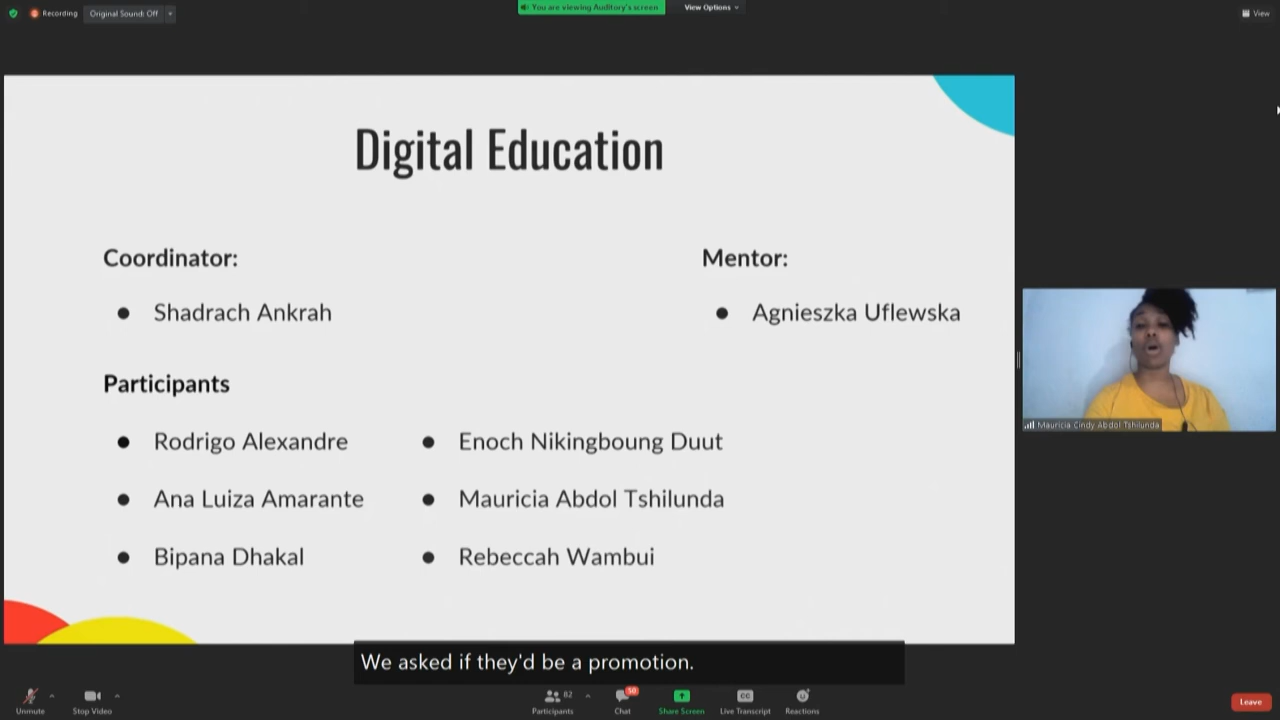 Recording
Original Sound: Off
You are viewing Auditory's screen
View Options
View
Digital Education
Coordinator:
Mentor:
Shadrach Ankrah
Agnieszka Uflewska
Participants
Rodrigo Alexandre
Enoch Nikingboung Duut
Ana Luiza Amarante
Mauricia Abdol Tshilunda
Bipana Dhakal
Rebeccah Wambui
Mauricia Cindy Abdol Tshilunda
We asked if they'd be a promotion.
Unmute
Stop Video
Participants
82
Chat
50
Share Screen
CC
Live Transcript
Reactions
Leave